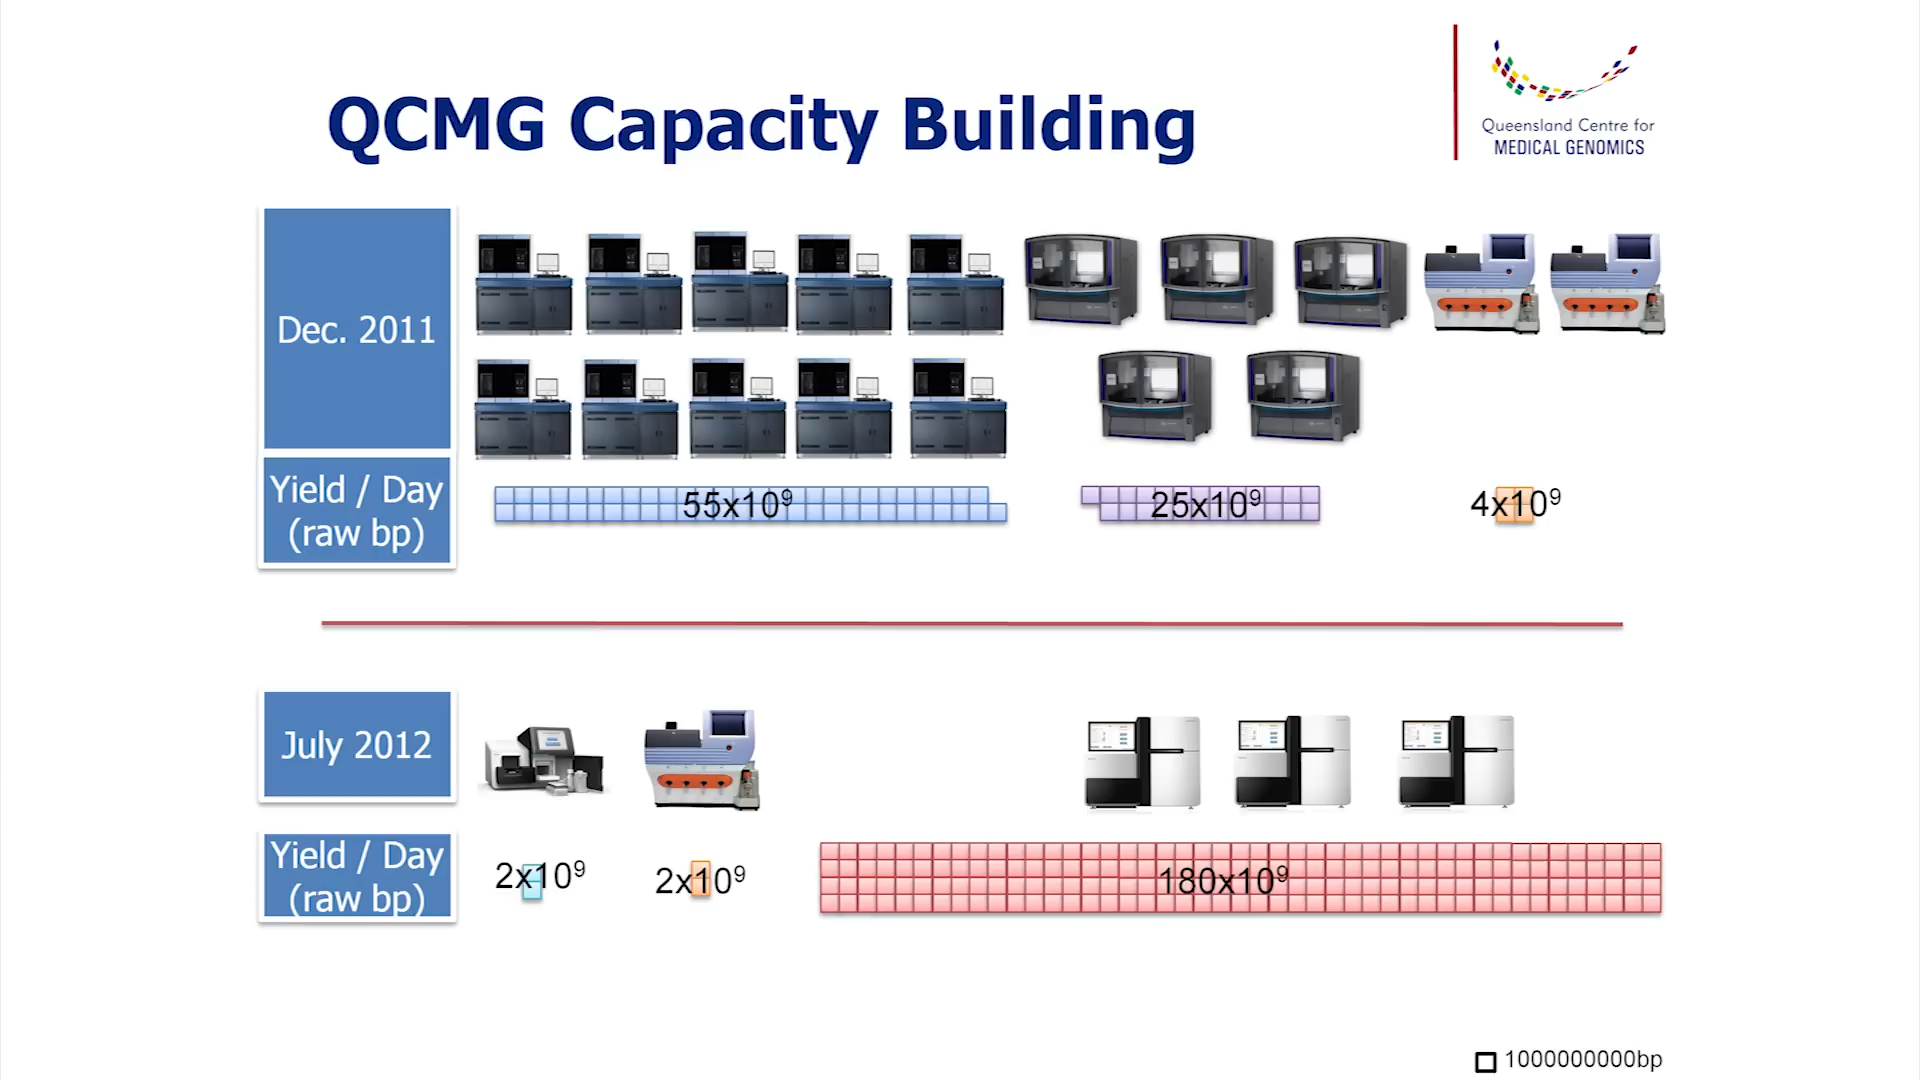 QCMG Capacity Building
Queensland Centre for
MEDICAL GENOMICS
Dec. 2011
Yield / Day
(raw bp)
55x10⁹
25x10⁹
4x10⁹
July 2012
Yield / Day
(raw bp)
2x10⁹
2x10⁹
180x10⁹
1000000000bp